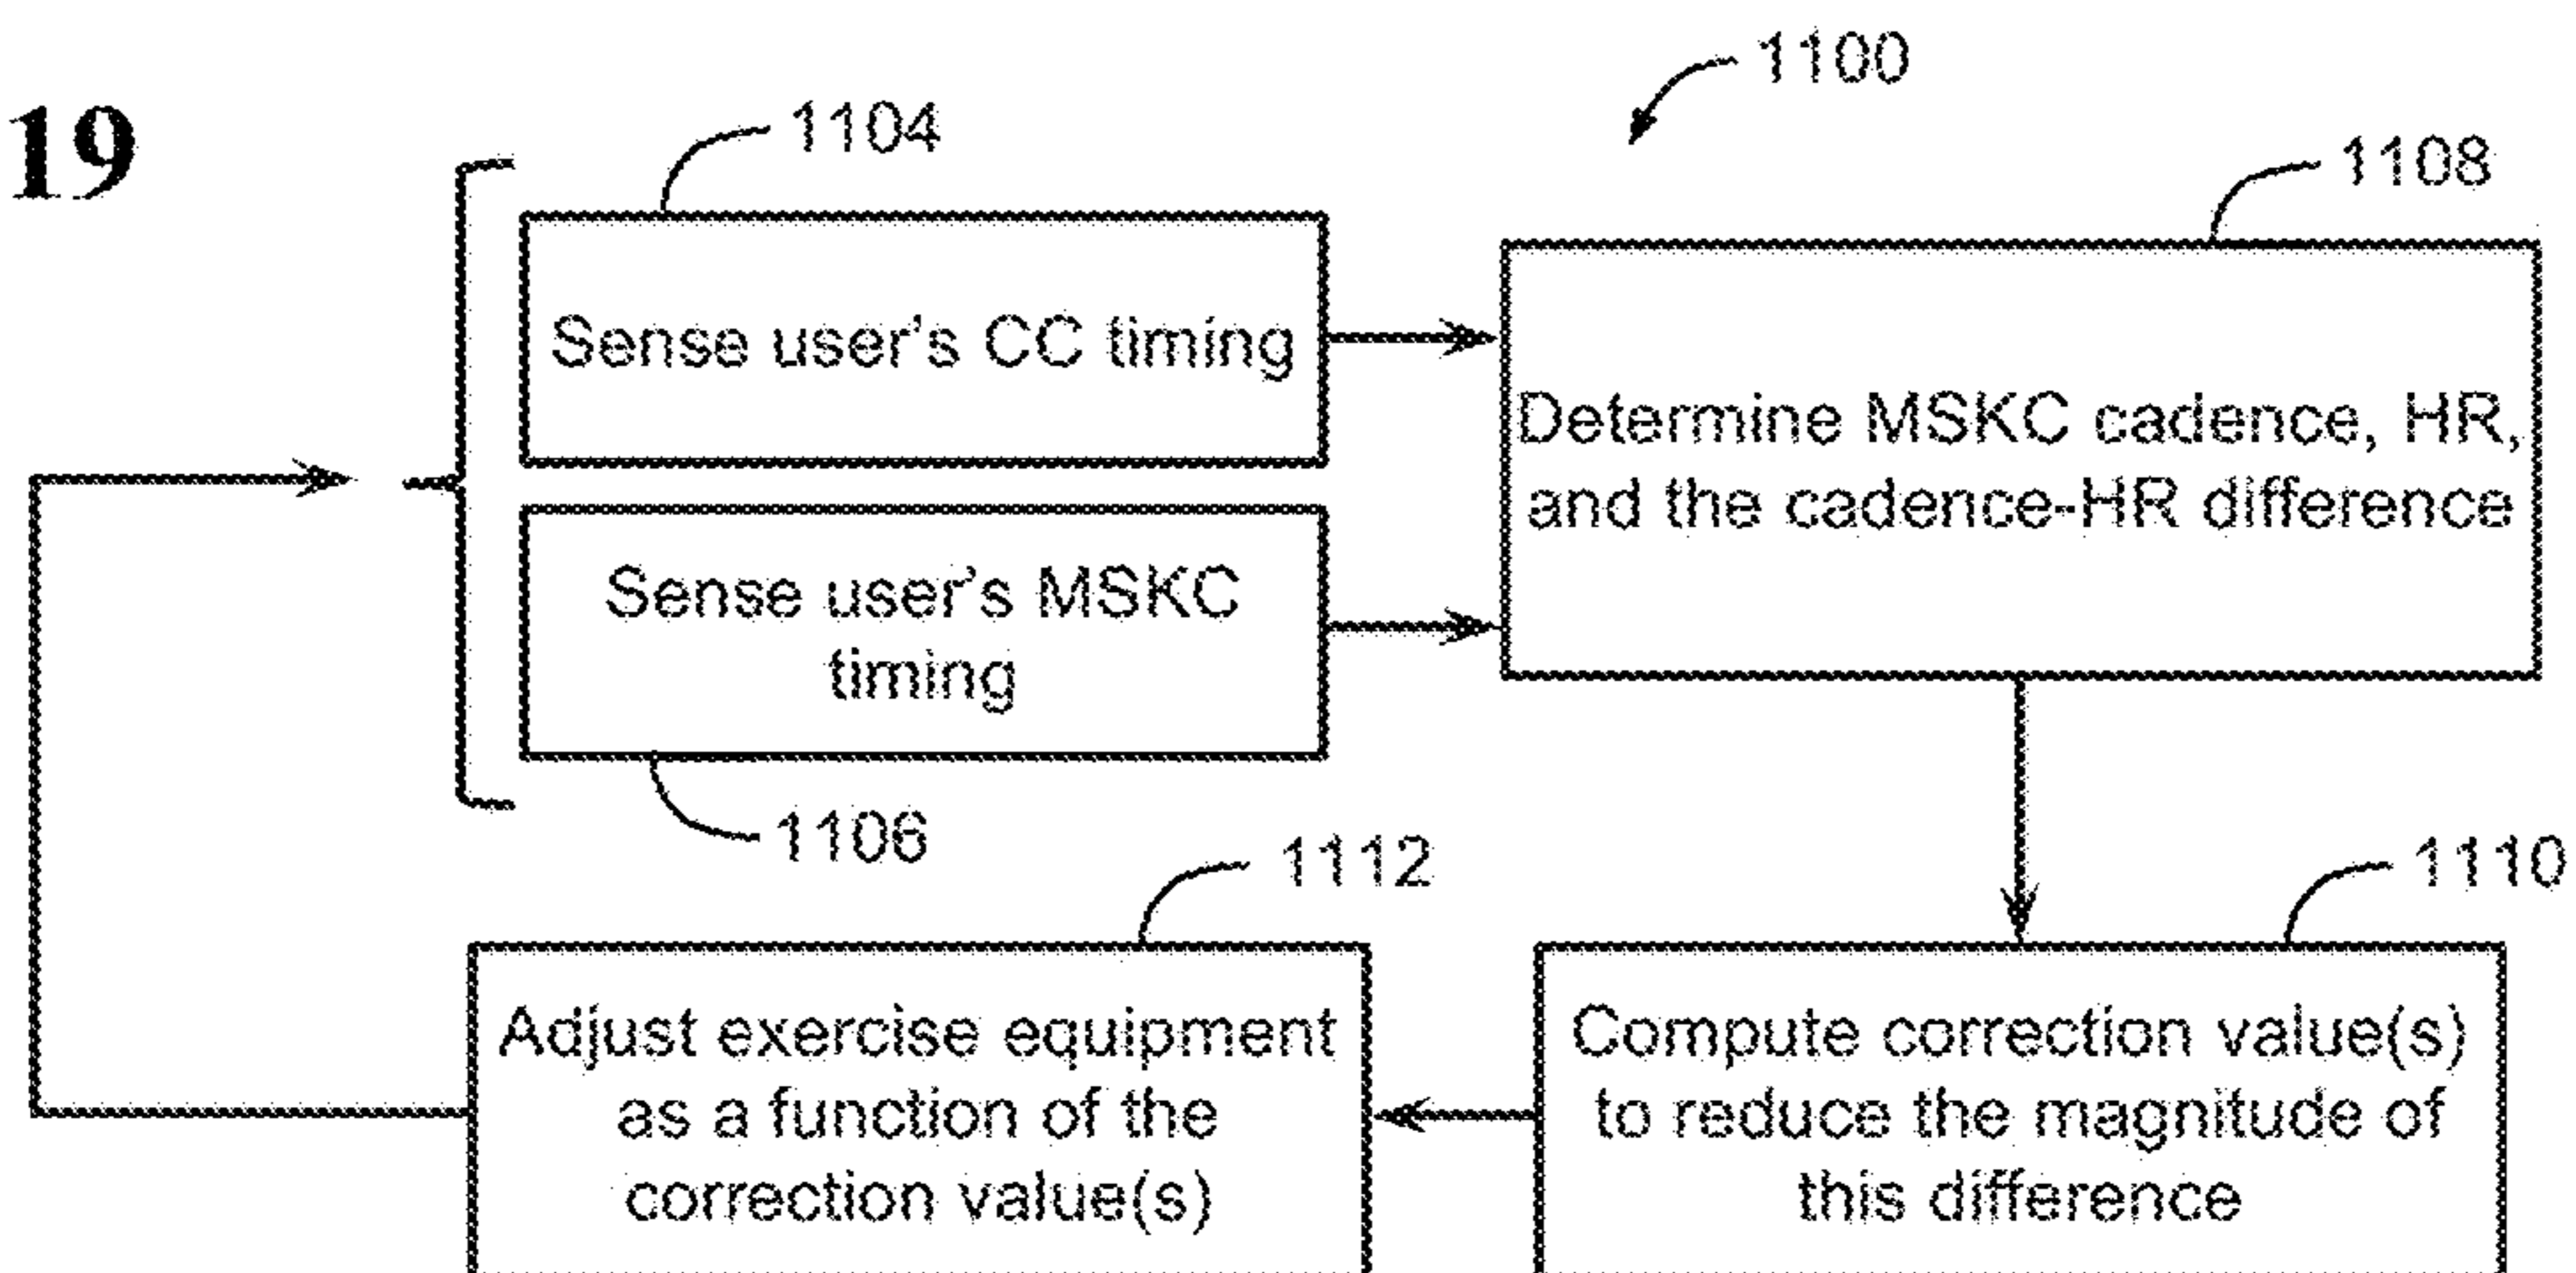 19
1100
1104
1108
Sense user's CC timing
Determine MSKC cadence, HR,
and the cadence-HR difference
Sense user's MSKC
timing
1106
1112
1110
Adjust exercise equipment
as a function of the
correction value(s)
Compute correction value(s)
to reduce the magnitude of
this difference